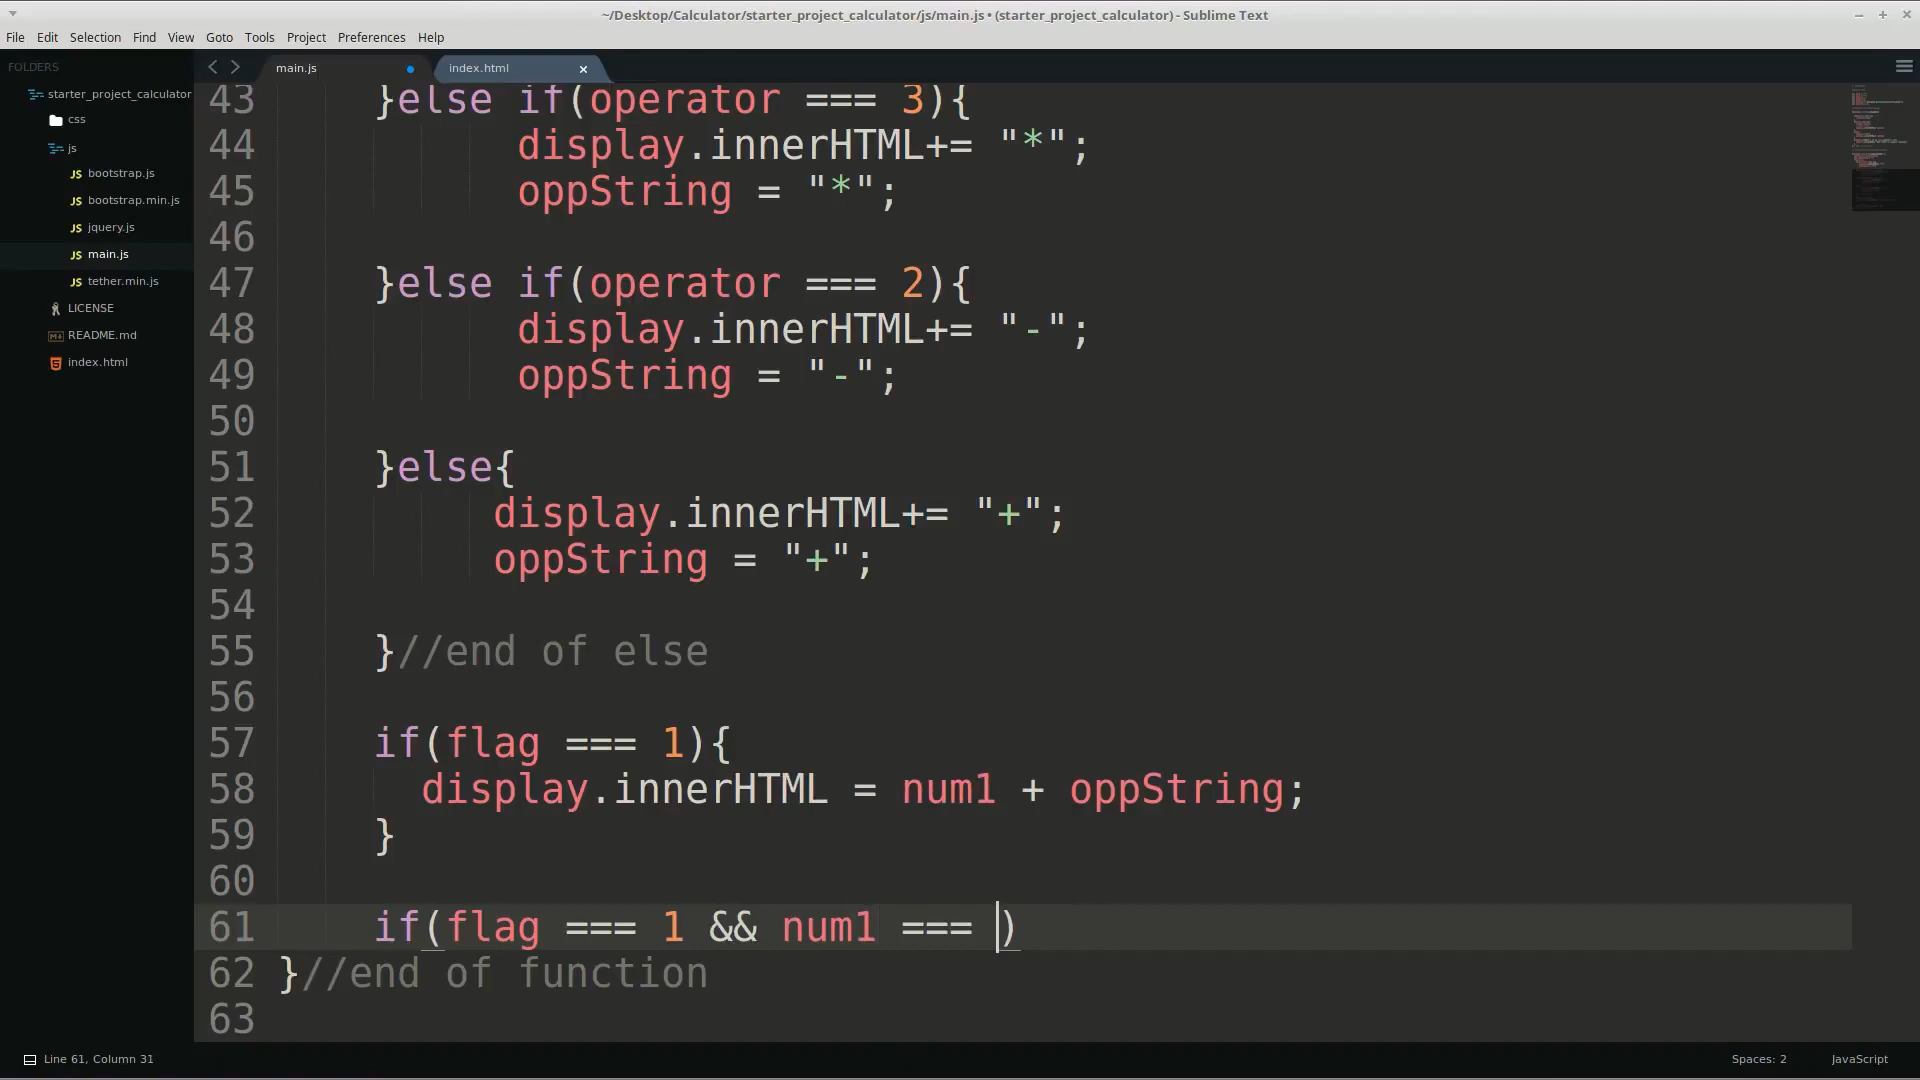 ~/Desktop/Calculator/starter_project_calculator/js/main.js • (starter_project_calculator) - Sublime Text
File Edit Selection Find View Goto Tools Project Preferences Help
FOLDERS
starter_project_calculator
css
js
JS bootstrap.js
JS bootstrap.min.js
JS jquery.js
JS main.js
JS tether.min.js
LICENSE
README.md
index.html
main.js
index.html
43 }else if(operator === 3){
44 display.innerHTML+= "*";
45 oppString = "*";
46
47 }else if(operator === 2){
48 display.innerHTML+= "-";
49 oppString = "-";
50
51 }else{
52 display.innerHTML+= "+";
53 oppString = "+";
54
55 }//end of else
56
57 if(flag === 1){
58 display.innerHTML = num1 + oppString;
59 }
60
61 if(flag === 1 && num1 === )
62 }//end of function
63
Line 61, Column 31
Spaces: 2
JavaScript